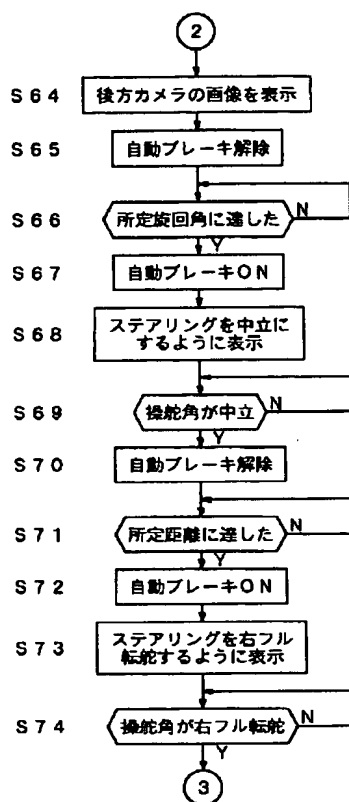 2
S64 後方カメラの画像を表示
S65 自動ブレーキ解除
S66 所定旋回角に達した N
Y
S67 自動ブレーキON
S68 ステアリングを中立に
するように表示
S69 操舵角が中立 N
Y
S70 自動ブレーキ解除
S71 所定距離に達した N
Y
S72 自動ブレーキON
S73 ステアリングを右フル
転舵するように表示
S74 操舵角が右フル転舵 N
Y
3